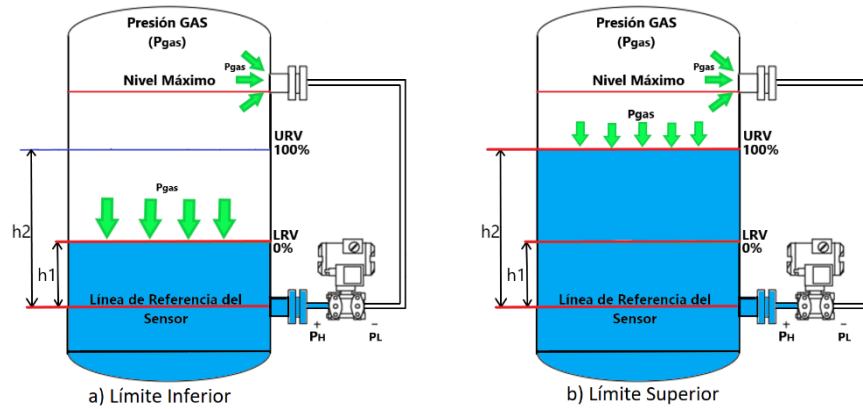 Presión GAS
(Pgas)
Pgas
Nivel Máximo
URV
100%
Pgas
h2
LRV
0%
h1
Línea de Referencia del
Sensor
+
PH
−
PL
a) Límite Inferior
Presión GAS
(Pgas)
Pgas
Nivel Máximo
Pgas
URV
100%
h2
LRV
0%
h1
Línea de Referencia del
Sensor
+
PH
−
PL
b) Límite Superior